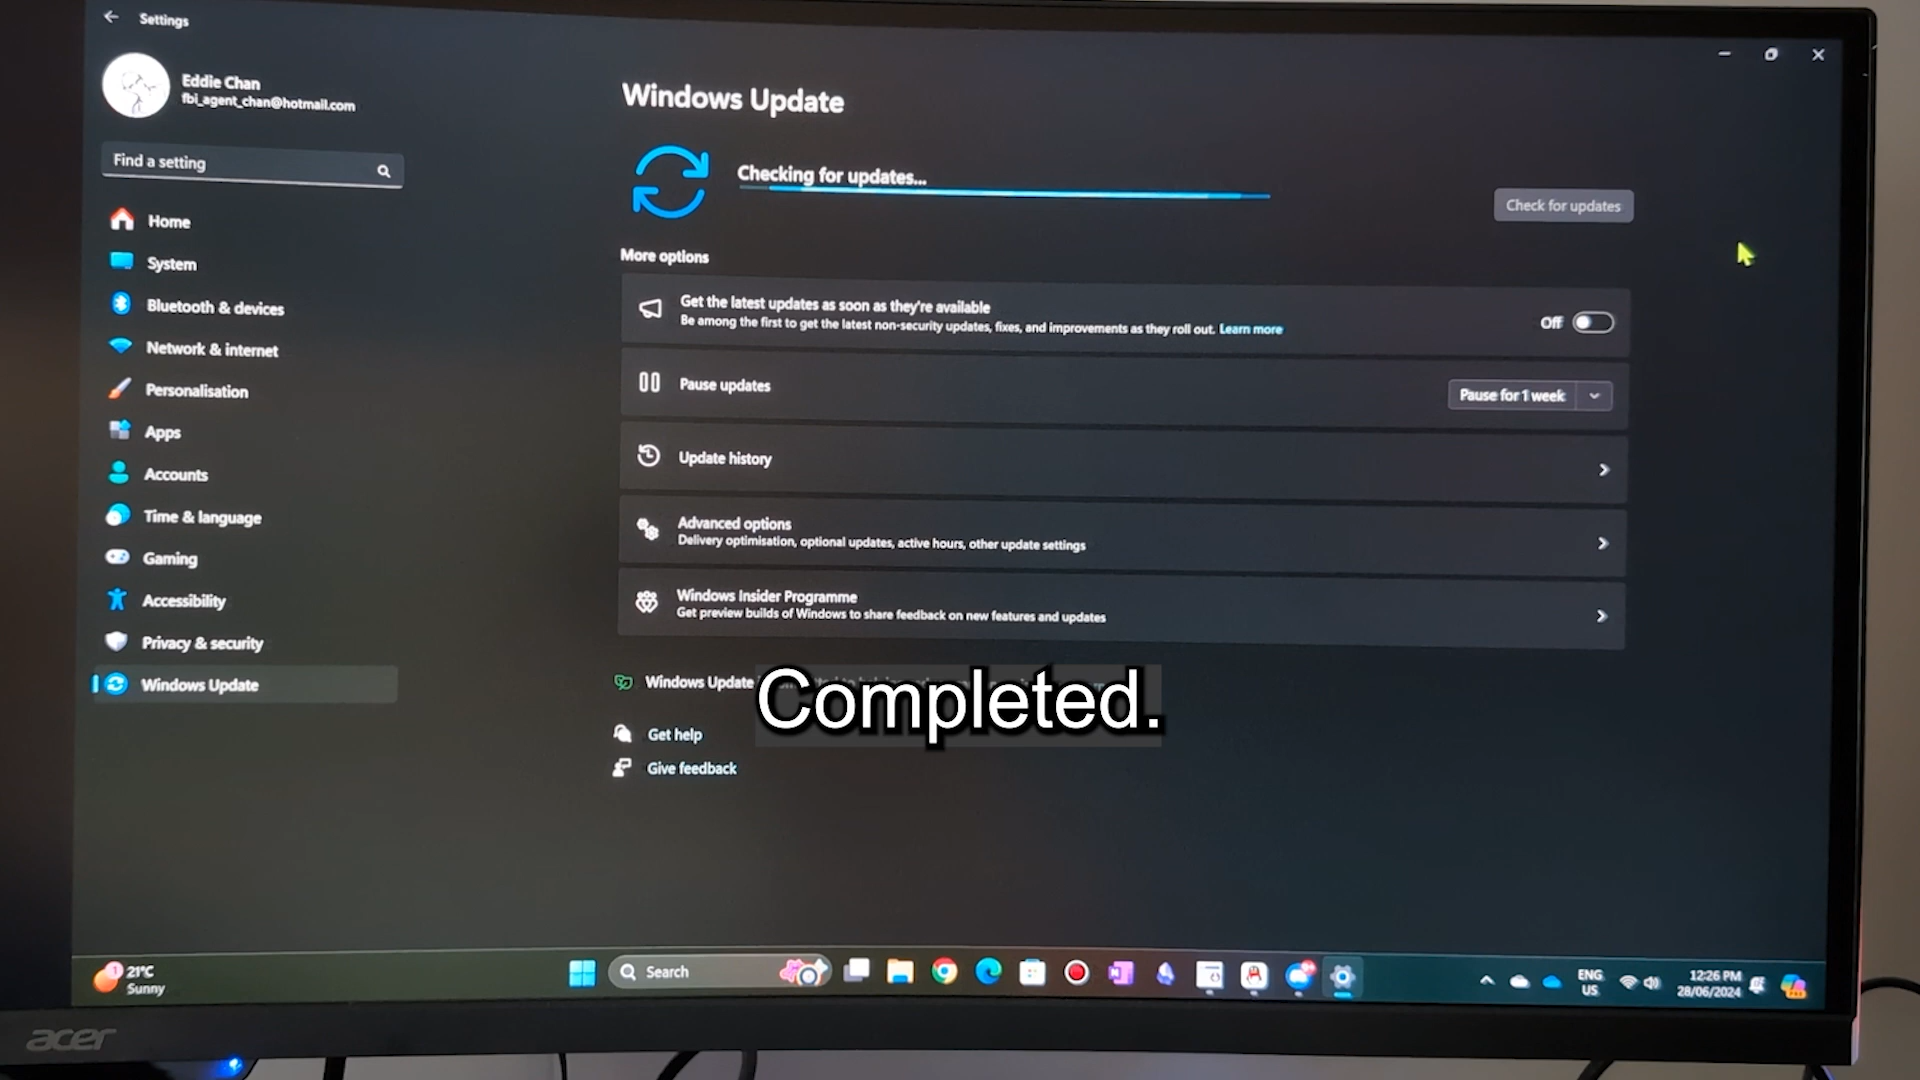 Settings
Eddie Chan
fbi_agent_chan@hotmail.com
Find a setting
Home
System
Bluetooth & devices
Network & internet
Personalisation
Apps
Accounts
Time & language
Gaming
Accessibility
Privacy & security
Windows Update
Windows Update
Checking for updates...
Check for updates
More options
Get the latest updates as soon as they're available
Be among the first to get the latest non-security updates, fixes, and improvements as they roll out. Learn more
Off
Pause updates
Pause for 1 week
Update history
Advanced options
Delivery optimisation, optional updates, active hours, other update settings
Windows Insider Programme
Get preview builds of Windows to share feedback on new features and updates
Windows Update
Completed.
Get help
Give feedback
21°C
Sunny
Search
ENG
US
12:26 PM
28/06/2024
acer